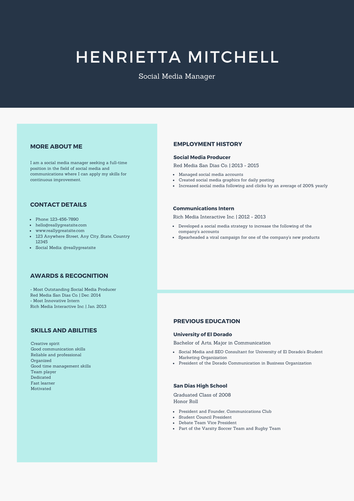 HENRIETTA MITCHELL
Social Media Manager
MORE ABOUT ME
I am a social media manager seeking a full-time
position in the field of social media and
communications where I can apply my skills for
continuous improvement.
CONTACT DETAILS
Phone: 123-456-7890
hello@reallygreatsite
www.reallygreatsite
123 Anywhere Street, Any City, State, Country
12345
Social Media: @reallygreatsite
AWARDS & RECOGNITION
- Most Outstanding Social Media Producer
Red Media San Dias Co | Dec 2014
- Most Innovative Intern
Rich Media Interactive Inc | Jan 2013
SKILLS AND ABILITIES
Creative spirit
Good communication skills
Reliable and professional
Organized
Good time management skills
Team player
Dedicated
Fast learner
Motivated
EMPLOYMENT HISTORY
Social Media Producer
Red Media San Dias Co | 2013 - 2015
Managed social media accounts
Created social media graphics for daily posting
Increased social media following and clicks by an average of 200% yearly
Communications Intern
Rich Media Interactive Inc | 2012 - 2013
Developed a social media strategy to increase the following of the
company's accounts
Spearheaded a viral campaign for one of the company's new products
PREVIOUS EDUCATION
University of El Dorado
Bachelor of Arts, Major in Communication
Social Media and SEO Consultant for University of El Dorado's Student
Marketing Organization
President of the Dorado Communication in Business Organization
San Dias High School
Graduated Class of 2008
Honor Roll
President and Founder, Communications Club
Student Council President
Debate Team Vice President
Part of the Varsity Soccer Team and Rugby Team